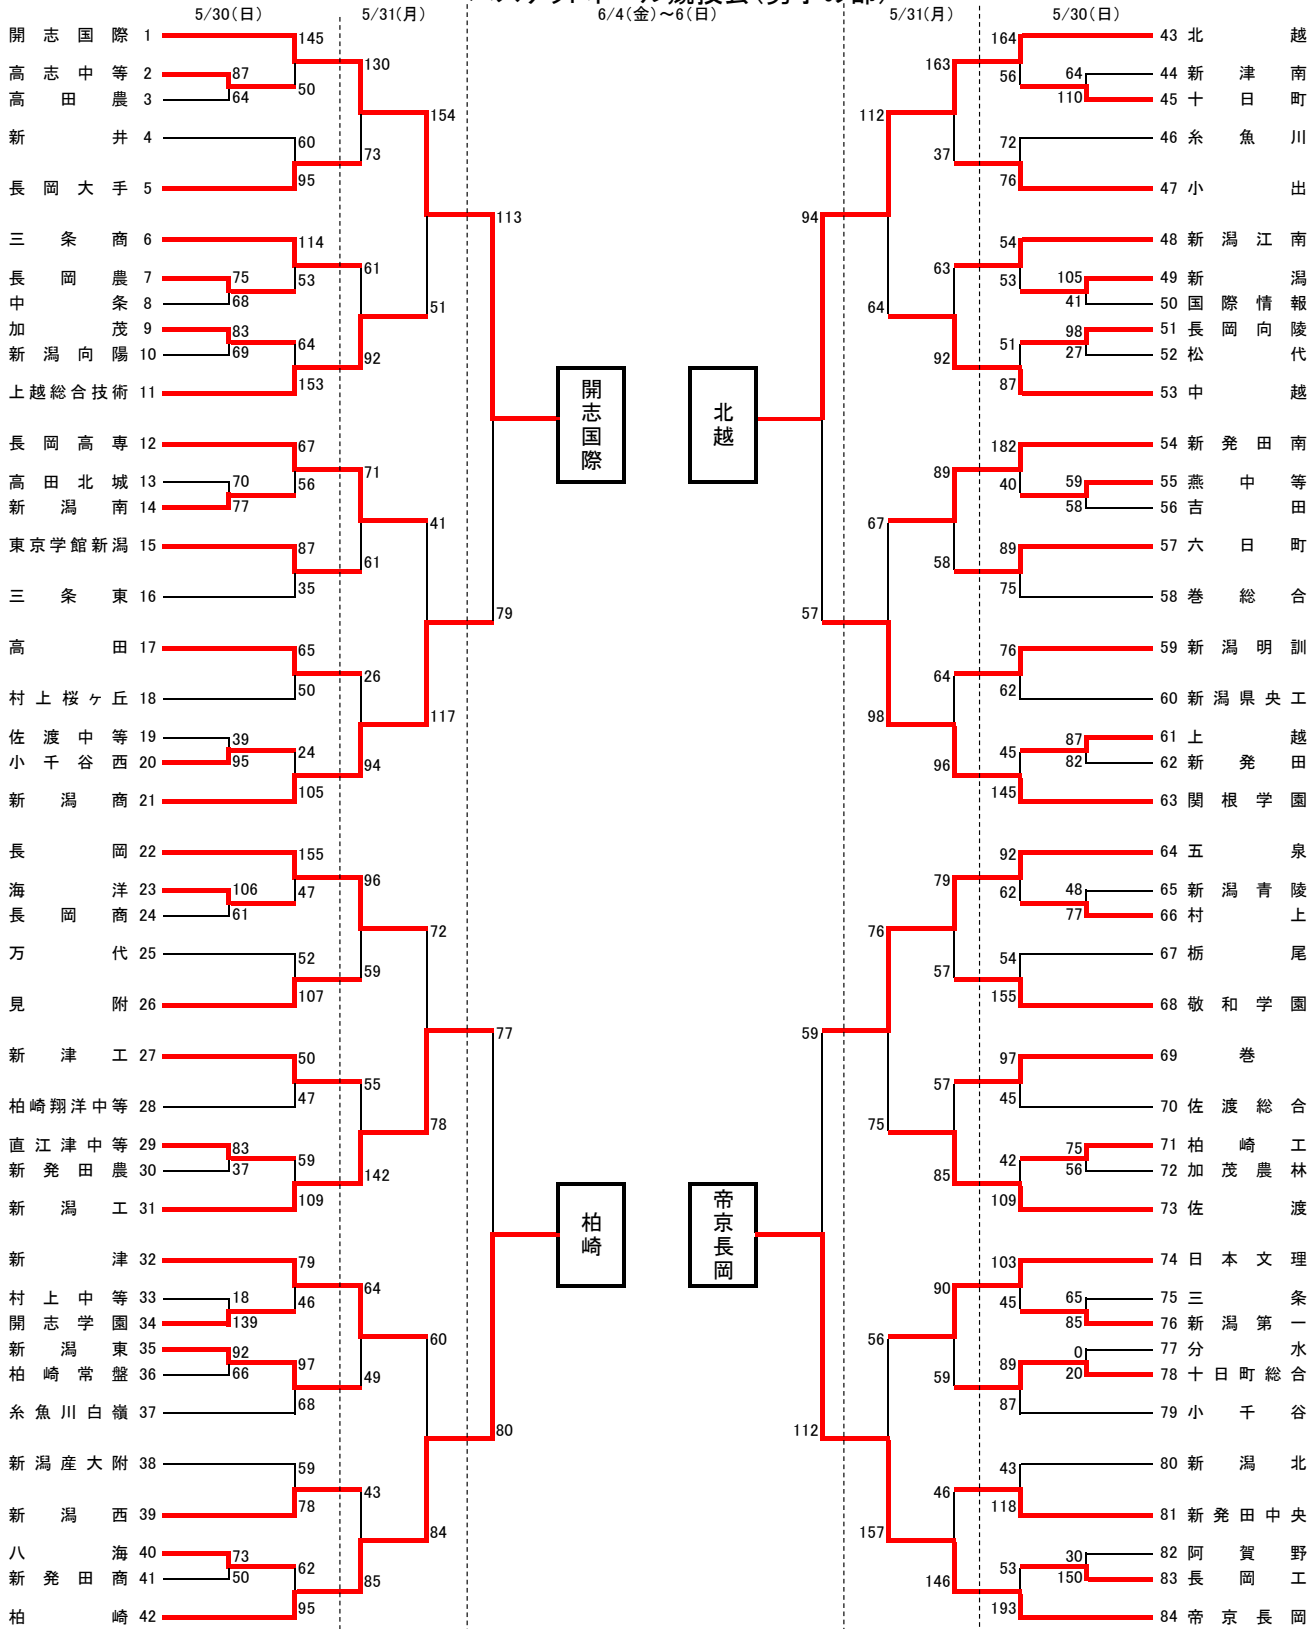 バスケットボール競技会(男子の部)
5/30(日) 5/31(月) 6/4(金)~6(日) 5/31(月) 5/30(日)
開志国際 1
高志中等 2
高田農 3
新井 4
長岡大手 5
三条商 6
長岡農 7
中条 8
加茂 9
新潟向陽 10
上越総合技術 11
長岡高専 12
高田北城 13
新潟南 14
東京学館新潟 15
三条東 16
高田 17
村上桜ヶ丘 18
佐渡中等 19
小千谷西 20
新潟商 21
長岡 22
海洋 23
長岡商 24
万代 25
見附 26
新津工 27
柏崎翔洋中等 28
直江津中等 29
新発田農 30
新潟工 31
新津 32
村上中等 33
開志学園 34
新潟東 35
柏崎常盤 36
糸魚川白嶺 37
新潟産大附 38
新潟西 39
八海 40
新発田商 41
柏崎 42
87
64
75
68
83
69
70
77
39
95
106
61
83
37
18
139
92
66
73
50
145
50
60
95
114
53
64
153
67
56
87
35
65
50
24
105
155
47
52
107
50
47
59
109
79
46
97
68
59
78
62
95
130
73
61
92
71
61
26
94
96
59
55
142
64
49
43
85
154
51
41
117
72
78
60
84
113
79
77
80
開志国際
柏崎
北越
帝京長岡
94
57
59
112
112
64
67
98
76
75
56
157
163
37
63
92
89
58
64
96
79
57
57
85
90
59
46
146
164
56
72
76
54
53
51
87
182
40
89
75
76
62
45
145
92
62
54
155
97
45
42
109
103
45
89
87
43
118
53
193
64
110
105
41
98
27
59
58
87
82
48
77
75
56
65
85
0
20
30
150
43 北越
44 新津南
45 十日町
46 糸魚川
47 小出
48 新潟江南
49 新潟
50 国際情報
51 長岡向陵
52 松代
53 中越
54 新発田南
55 燕中等
56 吉田
57 六日町
58 巻総合
59 新潟明訓
60 新潟県央工
61 上越
62 新発田
63 関根学園
64 五泉
65 新潟青陵
66 村上
67 栃尾
68 敬和学園
69 巻
70 佐渡総合
71 柏崎工
72 加茂農林
73 佐渡
74 日本文理
75 三条
76 新潟第一
77 分水
78 十日町総合
79 小千谷
80 新潟北
81 新発田中央
82 阿賀野
83 長岡工
84 帝京長岡